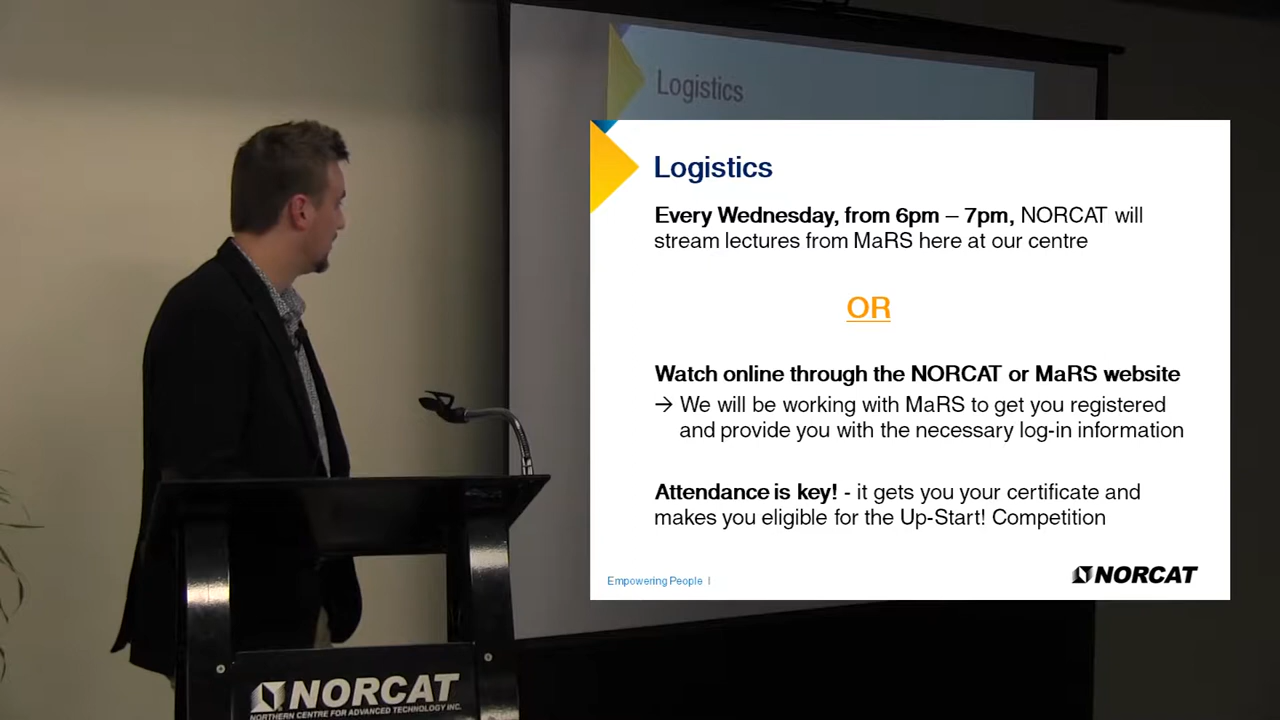 Logistics
Logistics
Every Wednesday, from 6pm – 7pm, NORCAT will
stream lectures from MaRS here at our centre
OR
Watch online through the NORCAT or MaRS website
→ We will be working with MaRS to get you registered
and provide you with the necessary log-in information
Attendance is key! - it gets you your certificate and
makes you eligible for the Up-Start! Competition
Empowering People |
NORCAT
NORCAT
NORTHERN CENTRE FOR ADVANCED TECHNOLOGY INC.